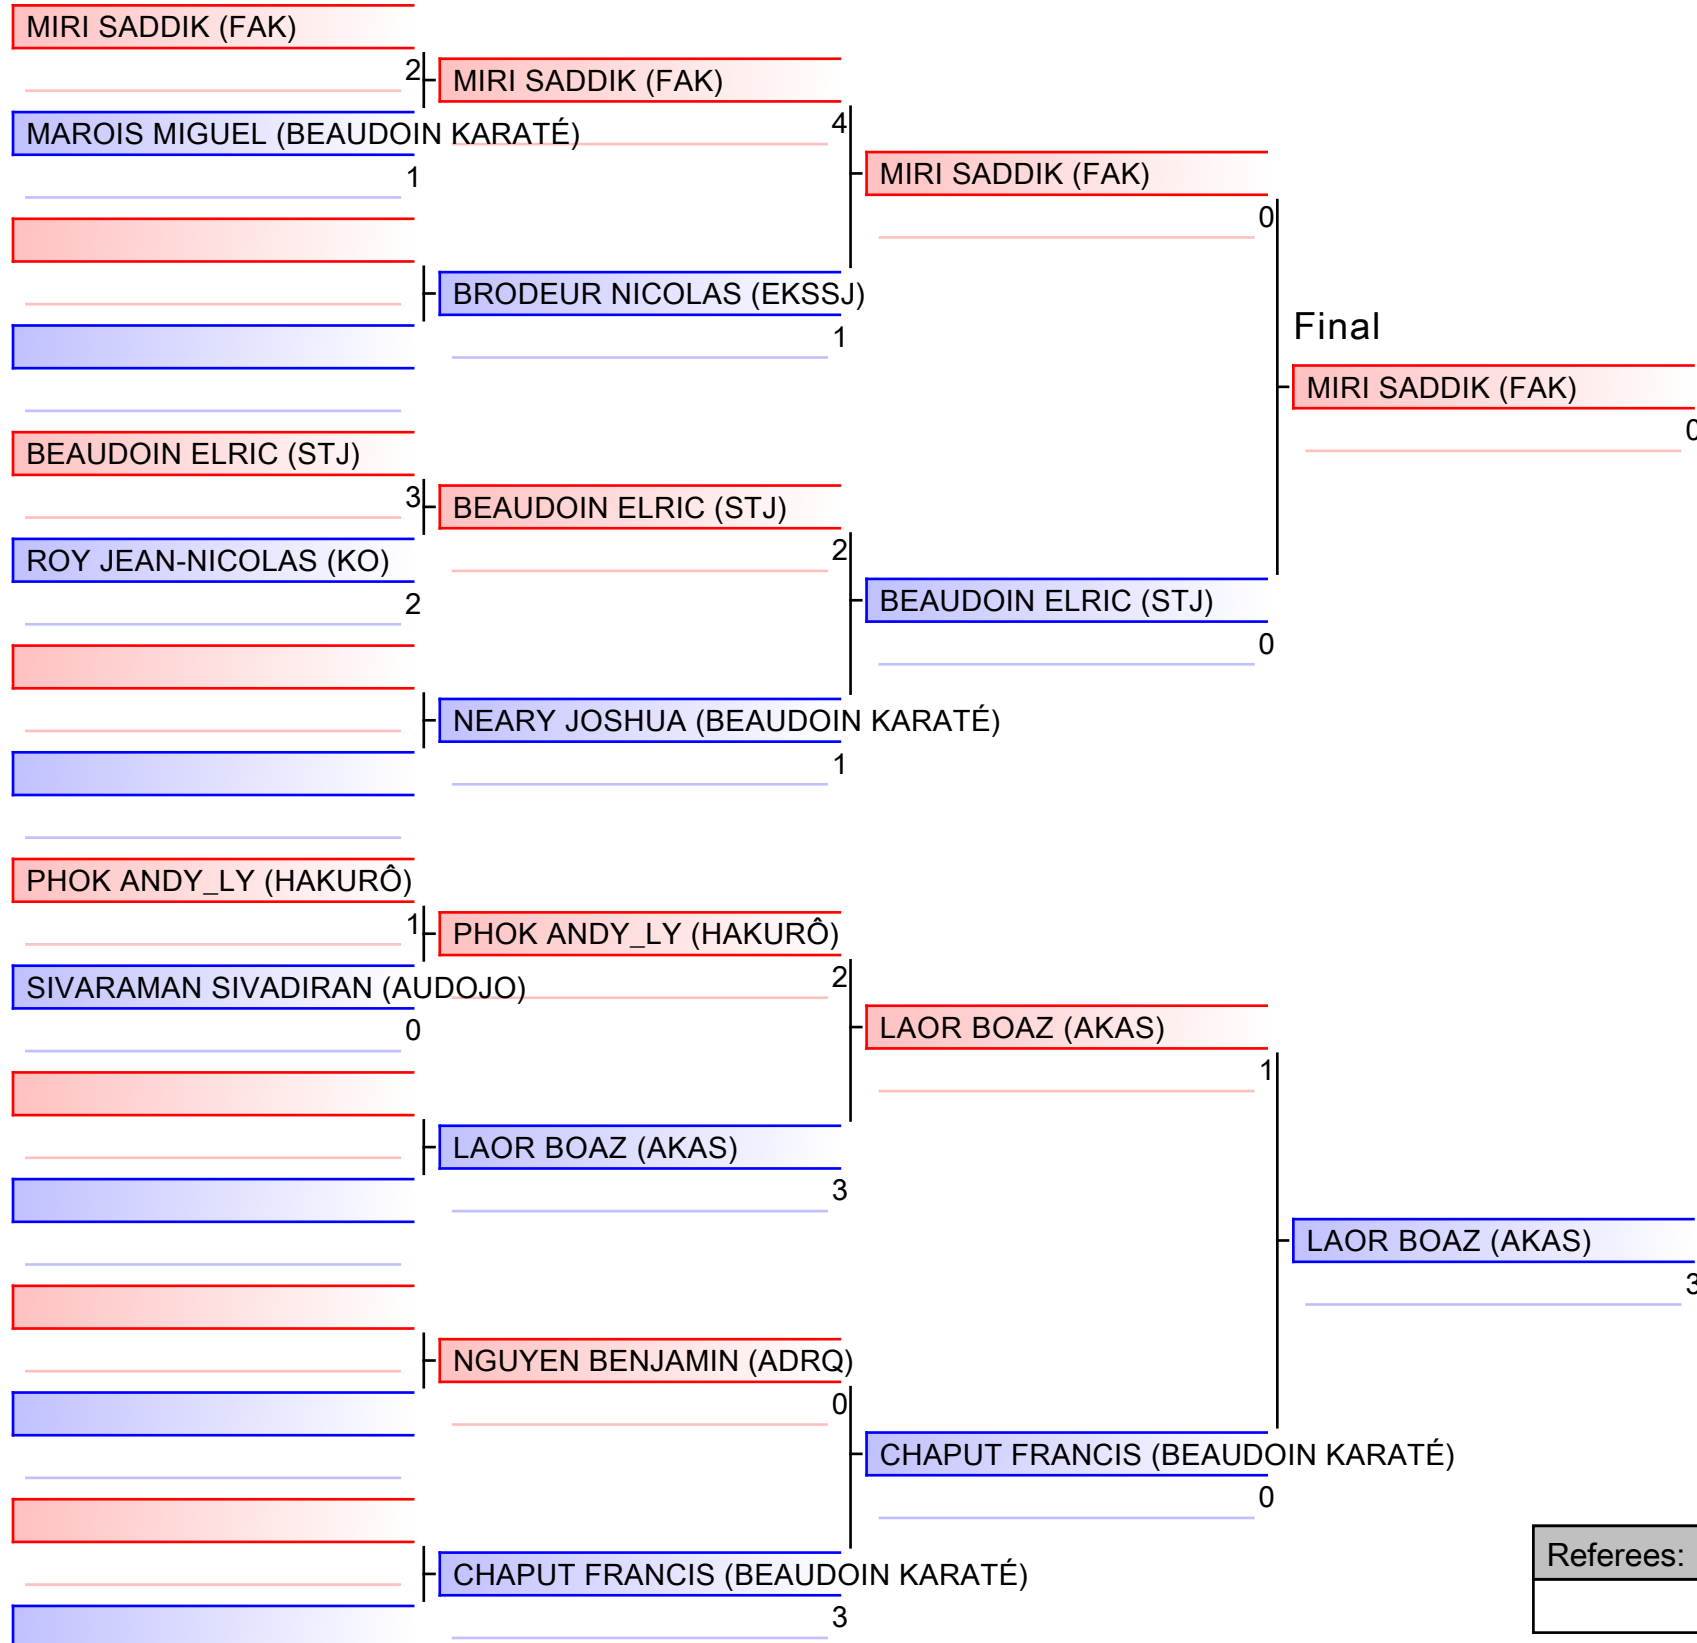 MIRI SADDIK (FAK)
2
MAROIS MIGUEL (BEAUDOIN KARATÉ)
1
BEAUDOIN ELRIC (STJ)
3
ROY JEAN-NICOLAS (KO)
2
PHOK ANDY_LY (HAKURÔ)
1
SIVARAMAN SIVADIRAN (AUDOJO)
0
MIRI SADDIK (FAK)
4
BRODEUR NICOLAS (EKSSJ)
1
BEAUDOIN ELRIC (STJ)
2
NEARY JOSHUA (BEAUDOIN KARATÉ)
1
PHOK ANDY_LY (HAKURÔ)
2
LAOR BOAZ (AKAS)
3
NGUYEN BENJAMIN (ADRQ)
0
CHAPUT FRANCIS (BEAUDOIN KARATÉ)
3
MIRI SADDIK (FAK)
0
BEAUDOIN ELRIC (STJ)
0
LAOR BOAZ (AKAS)
1
CHAPUT FRANCIS (BEAUDOIN KARATÉ)
0
Final
MIRI SADDIK (FAK)
0
LAOR BOAZ (AKAS)
3
Referees: